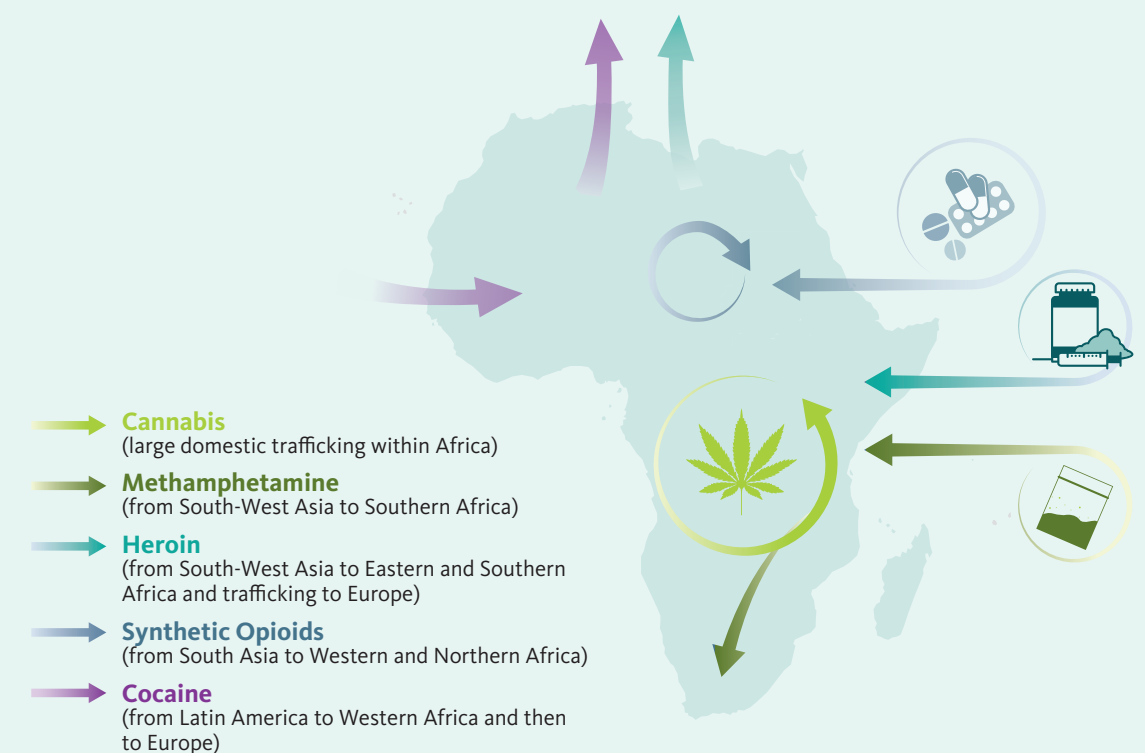 Cannabis
(large domestic trafficking within Africa)
Methamphetamine
(from South-West Asia to Southern Africa)
Heroin
(from South-West Asia to Eastern and Southern
Africa and trafficking to Europe)
Synthetic Opioids
(from South Asia to Western and Northern Africa)
Cocaine
(from Latin America to Western Africa and then
to Europe)